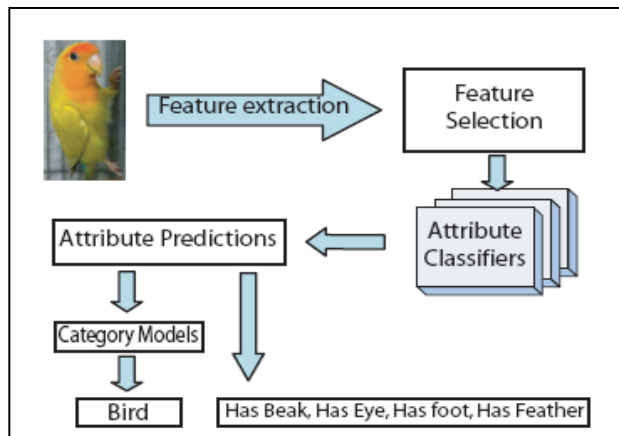 Feature extraction
Feature
Selection
Attribute
Classifiers
Attribute Predictions
Category Models
Bird
Has Beak, Has Eye, Has foot, Has Feather